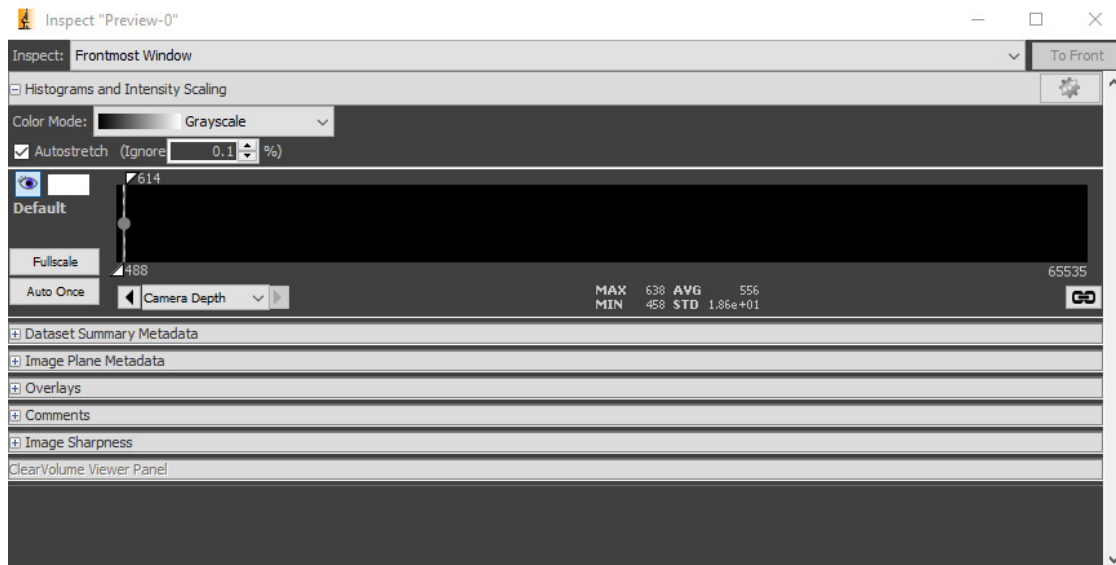 Inspect "Preview-0"
Inspect: Frontmost Window To Front
Histograms and Intensity Scaling
Color Mode: Grayscale
Autostretch (Ignore 0.1 %)
614
Default
Fullscale
488 65535
Auto Once
Camera Depth
MAX 638 AVG 556
MIN 458 STD 1.86e+01
Dataset Summary Metadata
Image Plane Metadata
Overlays
Comments
Image Sharpness
ClearVolume Viewer Panel